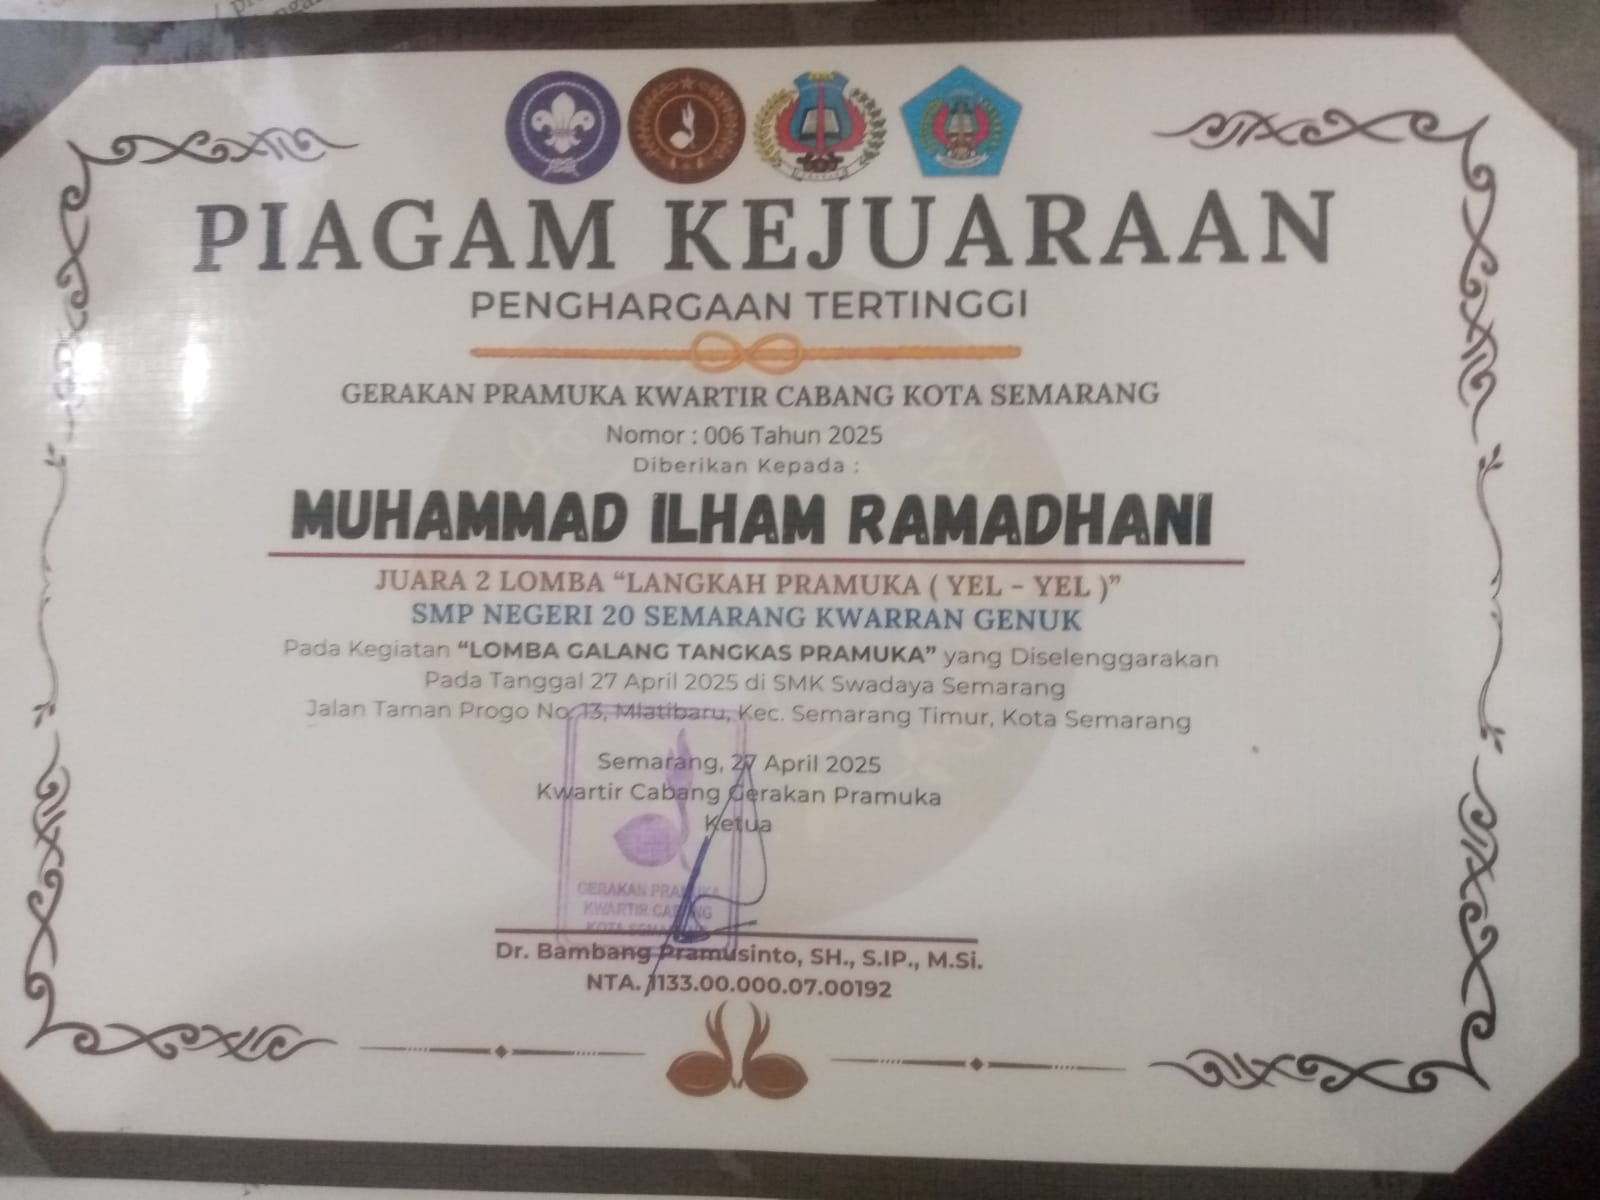 PIAGAM KEJUARAAN
PENGHARGAAN TERTINGGI
GERAKAN PRAMUKA KWARTIR CABANG KOTA SEMARANG
Nomor : 006 Tahun 2025
Diberikan Kepada :
MUHAMMAD ILHAM RAMADHANI
JUARA 2 LOMBA “LANGKAH PRAMUKA ( YEL - YEL )”
SMP NEGERI 20 SEMARANG KWARRAN GENUK
Pada Kegiatan “LOMBA GALANG TANGKAS PRAMUKA” yang Diselenggarakan
Pada Tanggal 27 April 2025 di SMK Swadaya Semarang
Jalan Taman Progo No. 13, Mlatibaru, Kec. Semarang Timur, Kota Semarang
Semarang, 27 April 2025
Kwartir Cabang Gerakan Pramuka
Ketua
GERAKAN PRAMUKA
KWARTIR CABANG
KOTA SEMARANG
Dr. Bambang Pramusinto, SH., S.IP., M.Si.
NTA. 1133.00.000.07.00192